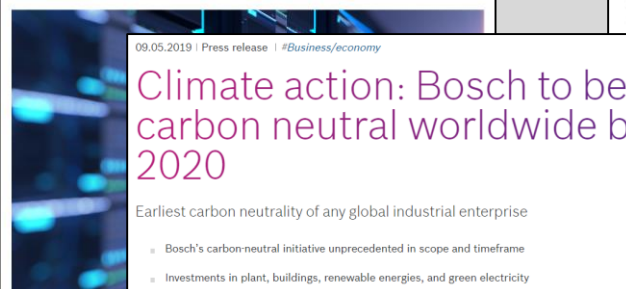 09.05.2019 | Press release | #Business/economy
Climate action: Bosch to be
carbon neutral worldwide b
2020
Earliest carbon neutrality of any global industrial enterprise
Bosch's carbon-neutral initiative unprecedented in scope and timeframe
Investments in plant, buildings, renewable energies, and green electricity